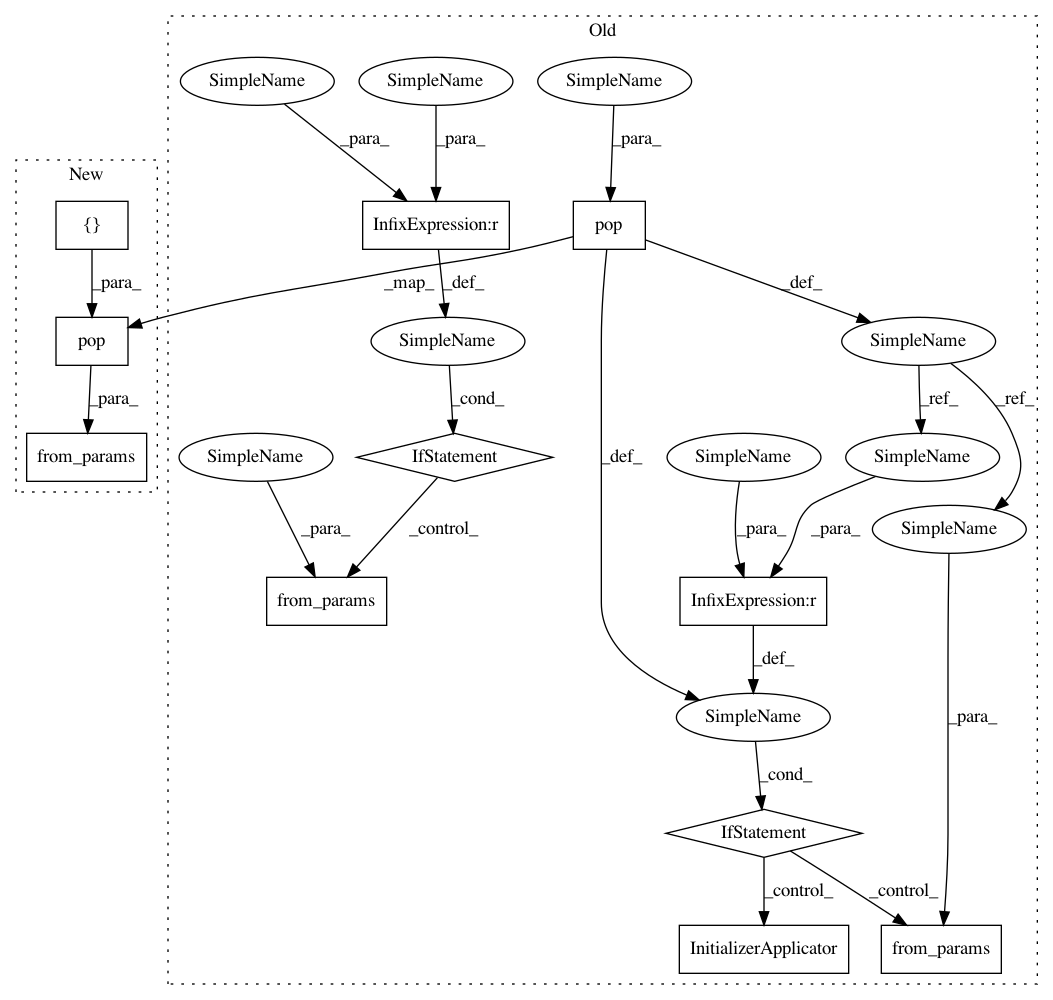 Old
SimpleName
SimpleName
SimpleName
_para_
_para_
_para_
New
{}
InfixExpression:r
pop
_para_
_map_
_def_
_def_
pop
SimpleName
SimpleName
_para_
_cond_
_ref_
_ref_
from_params
SimpleName
IfStatement
_def_
SimpleName
SimpleName
SimpleName
_para_
_control_
_para_
_para_
from_params
InfixExpression:r
_def_
SimpleName
_para_
_cond_
IfStatement
_control_
_control_
InitializerApplicator
from_params